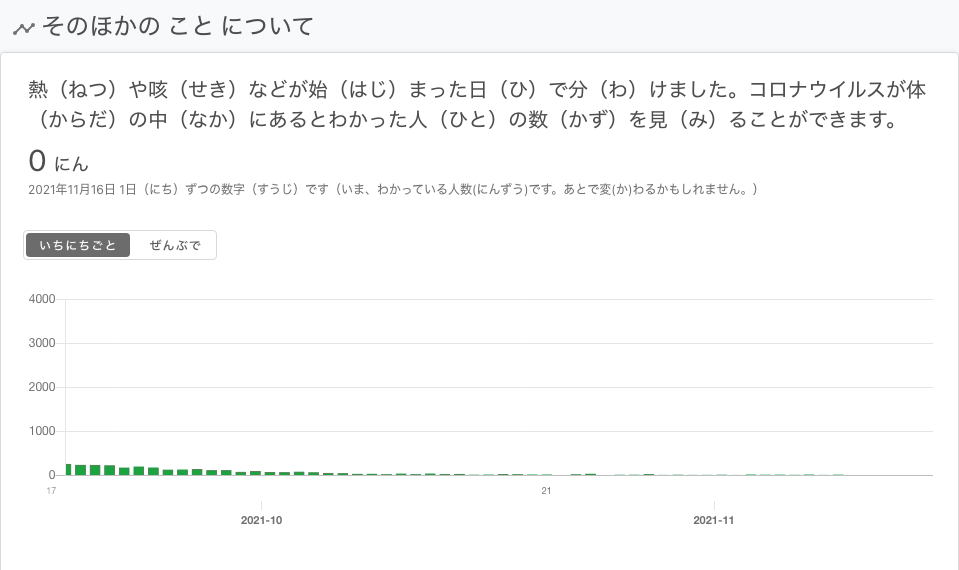 そのほかの こと について
熱（ねつ）や咳（せき）などが始（はじ）まった日（ひ）で分（わ）けました。コロナウイルスが体
（からだ）の中（なか）にあるとわかった人（ひと）の数（かず）を見（み）ることができます。
0 にん
2021年11月16日 1日（にち）ずつの数字（すうじ）です（いま、わかっている人数(にんずう)です。あとで変(か)わるかもしれません。）
いちにちごと ぜんぶで
4000
3000
2000
1000
0
17 21
2021-10 2021-11